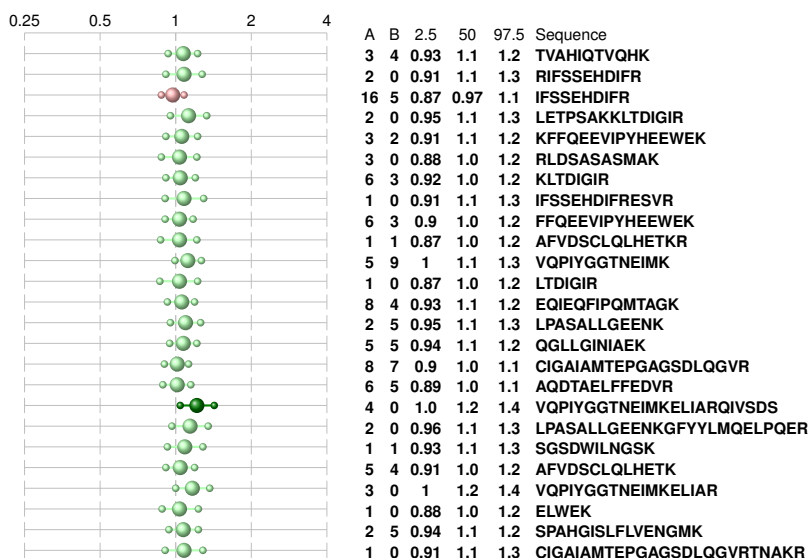 0.25 0.5 1 2 4
A B 2.5 50 97.5 Sequence
3 4 0.93 1.1 1.2 TVAHIQTVQHK
2 0 0.91 1.1 1.3 RIFSSEHDIFR
16 5 0.87 0.97 1.1 IFSSEHDIFR
2 0 0.95 1.1 1.3 LETPSAKKLTDIGIR
3 2 0.91 1.1 1.2 KFFQEEVIPYHEEWEK
3 0 0.88 1.0 1.2 RLDSASASMAK
6 3 0.92 1.0 1.2 KLTDIGIR
1 0 0.91 1.1 1.3 IFSSEHDIFRESVR
6 3 0.9 1.0 1.2 FFQEEVIPYHEEWEK
1 1 0.87 1.0 1.2 AFVDSCLQLHETKR
5 9 1 1.1 1.3 VQPIYGGTNEIMK
1 0 0.87 1.0 1.2 LTDIGIR
8 4 0.93 1.1 1.2 EQIEQFIPQMTAGK
2 5 0.95 1.1 1.3 LPASALLGEENK
5 5 0.94 1.1 1.2 QGLLGINIAEK
8 7 0.9 1.0 1.1 CIGAIAMTEPGAGSDLQGVR
6 5 0.89 1.0 1.1 AQDTAELFFEDVR
4 0 1.0 1.2 1.4 VQPIYGGTNEIMKELIARQIVSDS
2 0 0.96 1.1 1.3 LPASALLGEENKGFYYLMQELPQER
1 1 0.93 1.1 1.3 SGSDWILNGSK
5 4 0.91 1.0 1.2 AFVDSCLQLHETK
3 0 1 1.2 1.4 VQPIYGGTNEIMKELIAR
1 0 0.88 1.0 1.2 ELWEK
2 5 0.94 1.1 1.2 SPAHGISLFLVENGMK
1 0 0.91 1.1 1.3 CIGAIAMTEPGAGSDLQGVRTNAKR